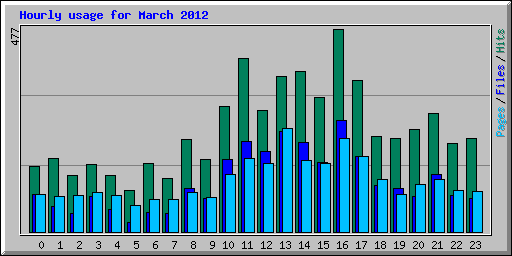 Hourly usage for March 2012
477
Pages/Files/Hits
0 1 2 3 4 5 6 7 8 9 10 11 12 13 14 15 16 17 18 19 20 21 22 23